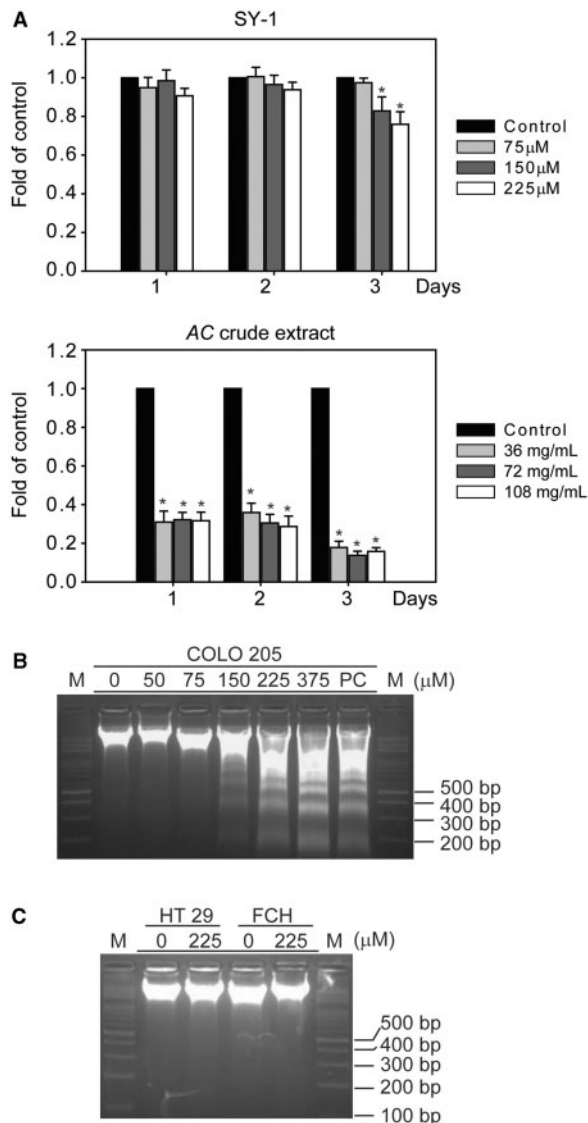 A
SY-1
Fold of control
1.2
1.0
0.8
0.6
0.4
0.2
0.0
* *
1 2 3 Days
Control
75μM
150μM
225μM
AC crude extract
Fold of control
1.2
1.0
0.8
0.6
0.4
0.2
0.0
* * * * * * * * *
1 2 3 Days
Control
36 mg/mL
72 mg/mL
108 mg/mL
B
COLO 205
M 0 50 75 150 225 375 PC M (μM)
500 bp
400 bp
300 bp
200 bp
C
HT 29 FCH
M 0 225 0 225 M (μM)
500 bp
400 bp
300 bp
200 bp
100 bp